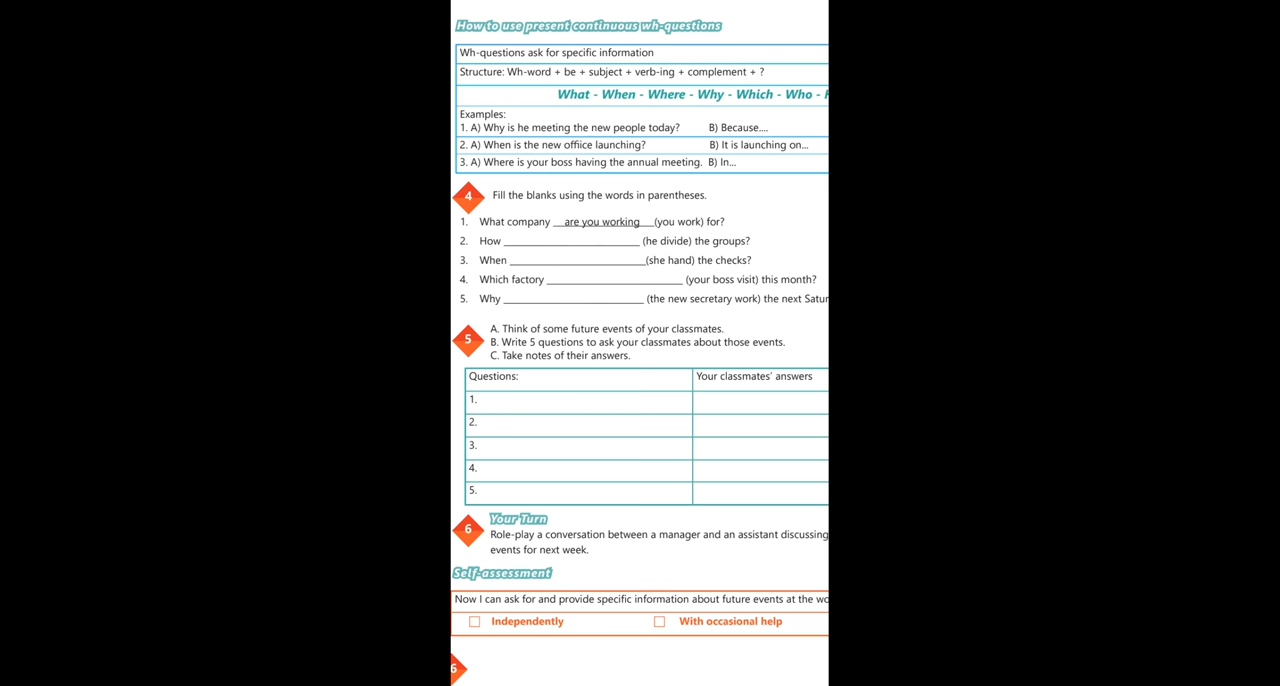 How to use present continuous wh-questions
Wh-questions ask for specific information
Structure: Wh-word + be + subject + verb-ing + complement + ?
What - When - Where - Why - Which - Who -
Examples:
1. A) Why is he meeting the new people today? B) Because....
2. A) When is the new offiice launching? B) It is launching on...
3. A) Where is your boss having the annual meeting. B) In...
4 Fill the blanks using the words in parentheses.
1. What company __are you working__(you work) for?
2. How ______________________ (he divide) the groups?
3. When ______________________(she hand) the checks?
4. Which factory ______________________ (your boss visit) this month?
5. Why ______________________ (the new secretary work) the next Satur
5 A. Think of some future events of your classmates.
B. Write 5 questions to ask your classmates about those events.
C. Take notes of their answers.
Questions: Your classmates' answers
1.
2.
3.
4.
5.
6 Your Turn
Role-play a conversation between a manager and an assistant discussing
events for next week.
Self-assessment
Now I can ask for and provide specific information about future events at the wo
☐ Independently ☐ With occasional help
6